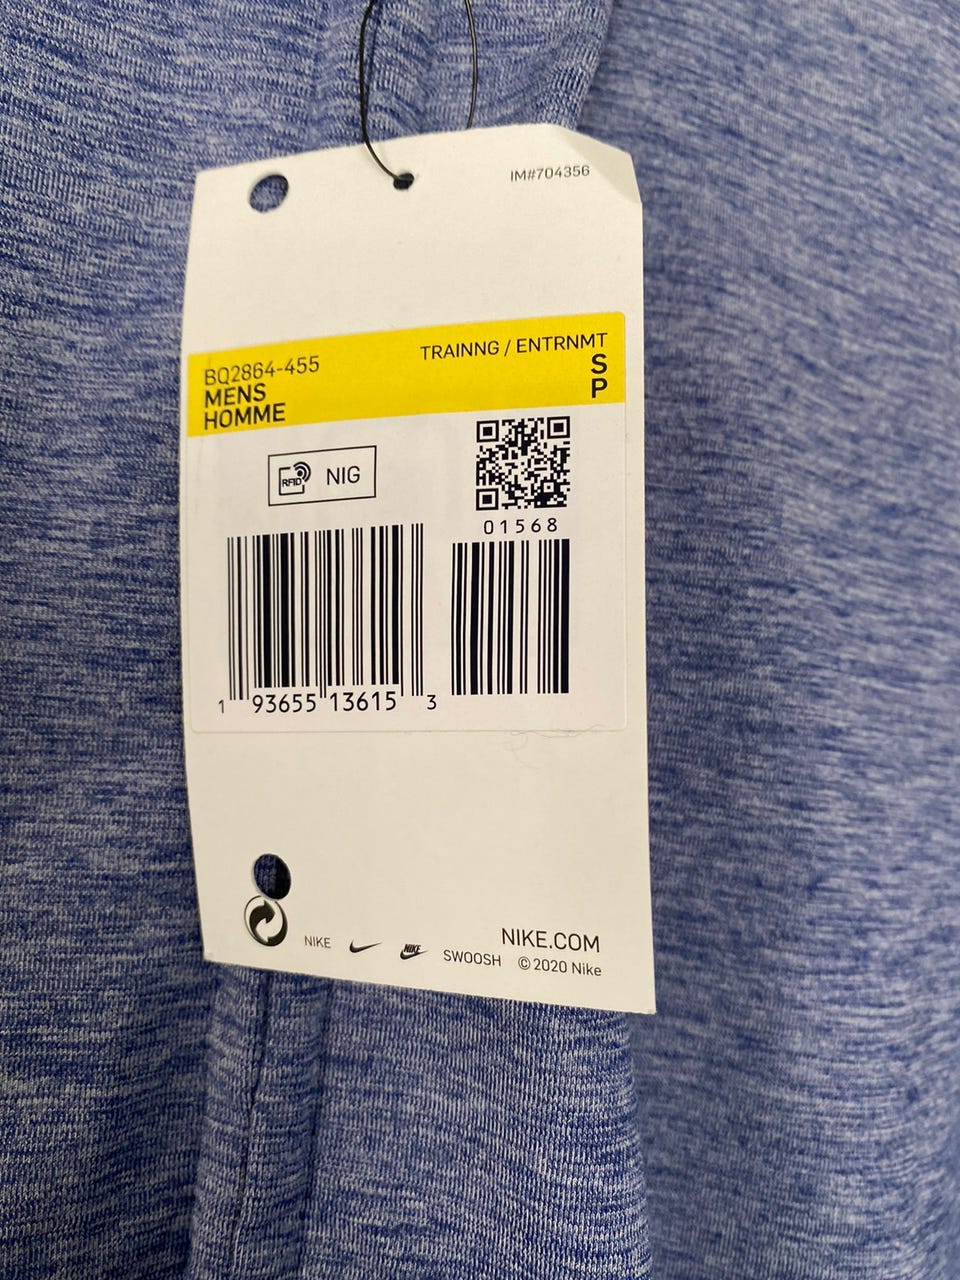 IM#704356
BQ2864-455
TRAINNG / ENTRNMT
MENS
S
HOMME
P
RFID NIG
01568
1 93655 13615 3
NIKE NIKE SWOOSH
NIKE.COM
©2020 Nike